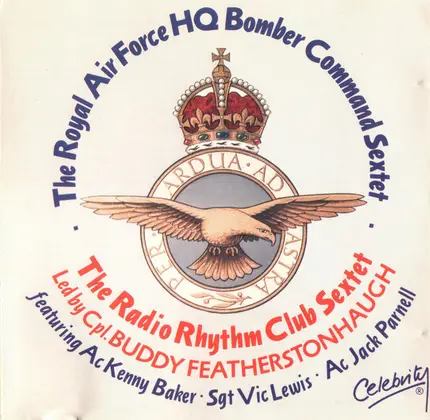 · The Royal Air Force HQ Bomber Command Sextet ·
PER · ARDUA · AD ASTRA
The Radio Rhythm Club Sextet
Led by Cpl. BUDDY FEATHERSTONHAUGH
featuring Ac Kenny Baker · Sgt Vic Lewis · Ac Jack Parnell
Celebrity ®